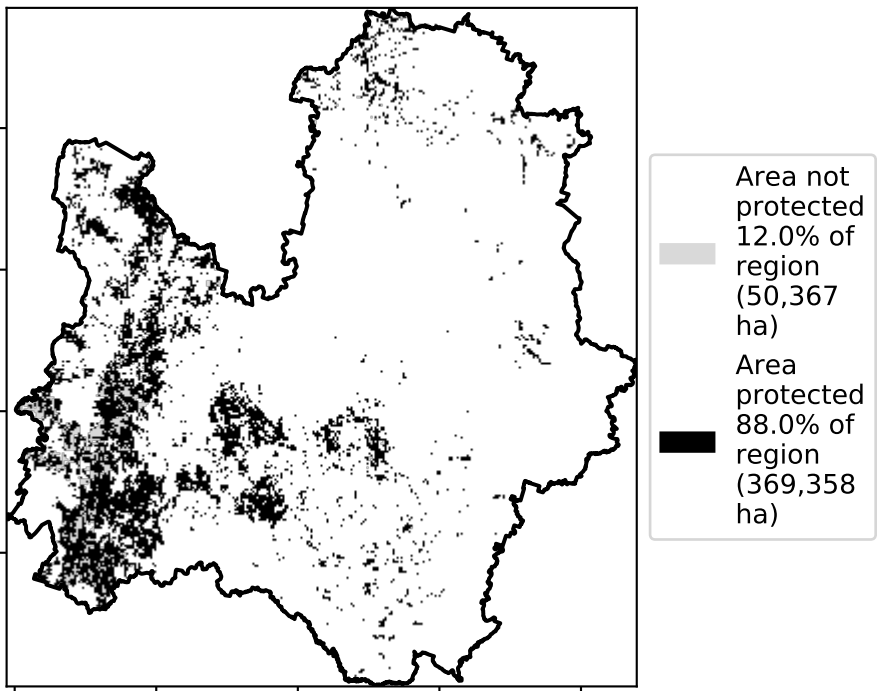 Area not
protected
12.0% of
region
(50,367
ha)
Area
protected
88.0% of
region
(369,358
ha)